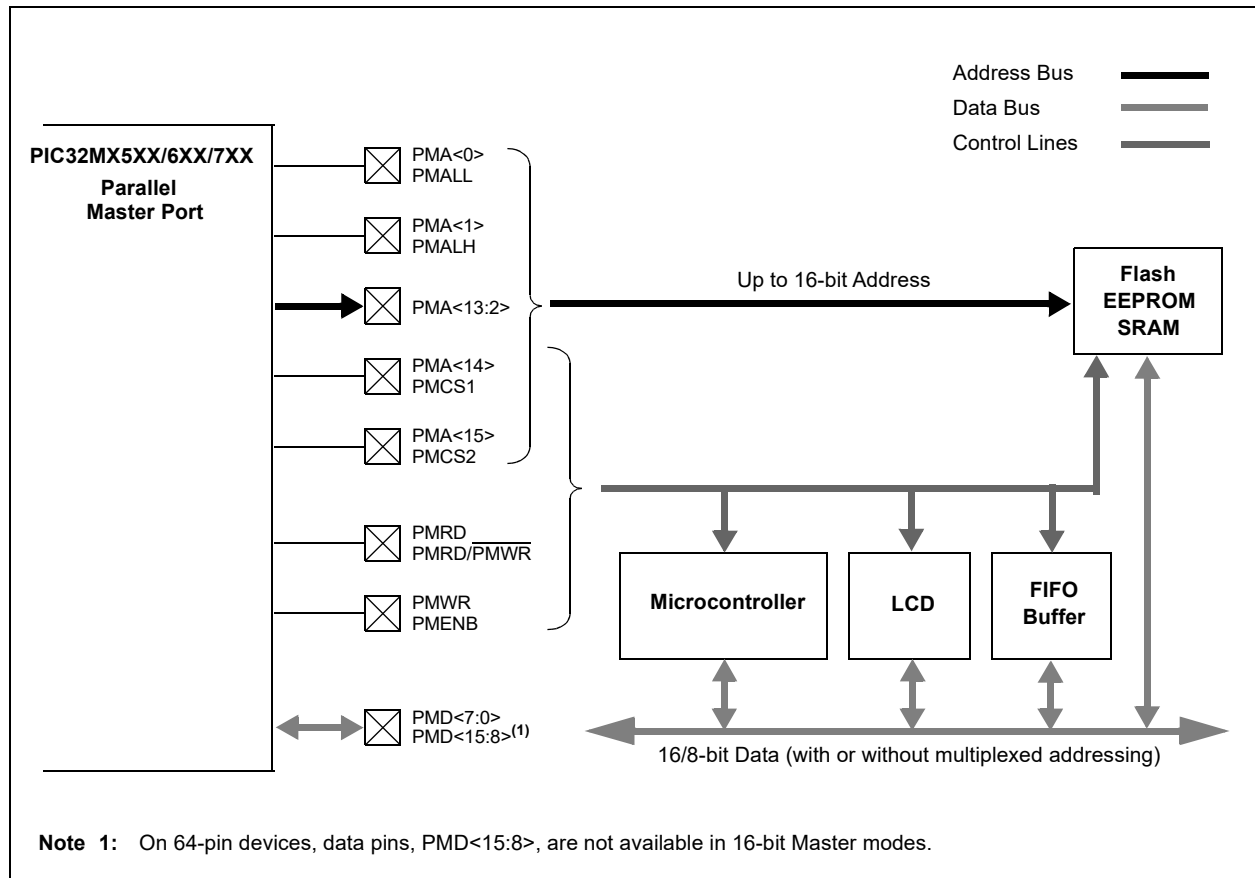 Address Bus
Data Bus
Control Lines
PIC32MX5XX/6XX/7XX
Parallel
Master Port
PMA<0>
PMALL
PMA<1>
PMALH
PMA<13:2>
PMA<14>
PMCS1
PMA<15>
PMCS2
PMRD
PMRD/PMWR
PMWR
PMENB
PMD<7:0>
PMD<15:8>(1)
Up to 16-bit Address
Flash
EEPROM
SRAM
Microcontroller
LCD
FIFO
Buffer
16/8-bit Data (with or without multiplexed addressing)
Note 1: On 64-pin devices, data pins, PMD<15:8>, are not available in 16-bit Master modes.